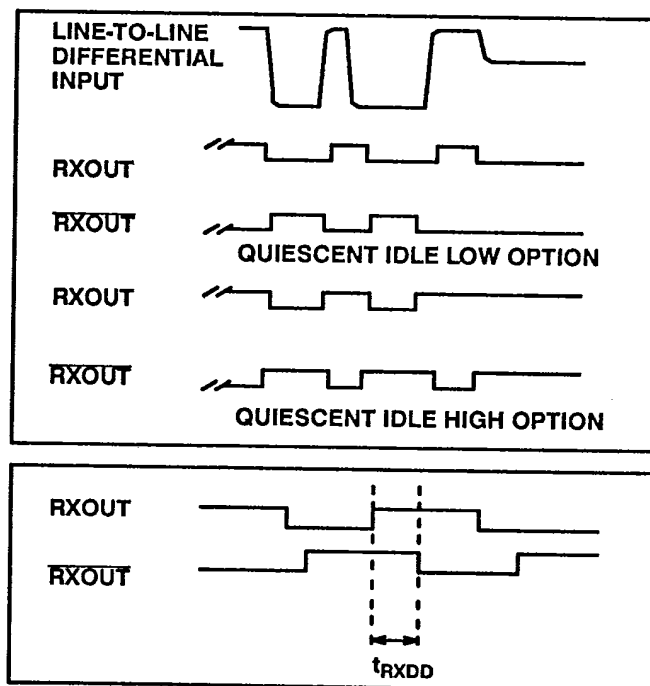 LINE-TO-LINE
DIFFERENTIAL
INPUT
RXOUT
RXOUT
QUIESCENT IDLE LOW OPTION
RXOUT
RXOUT
QUIESCENT IDLE HIGH OPTION
RXOUT
RXOUT
tRXDD